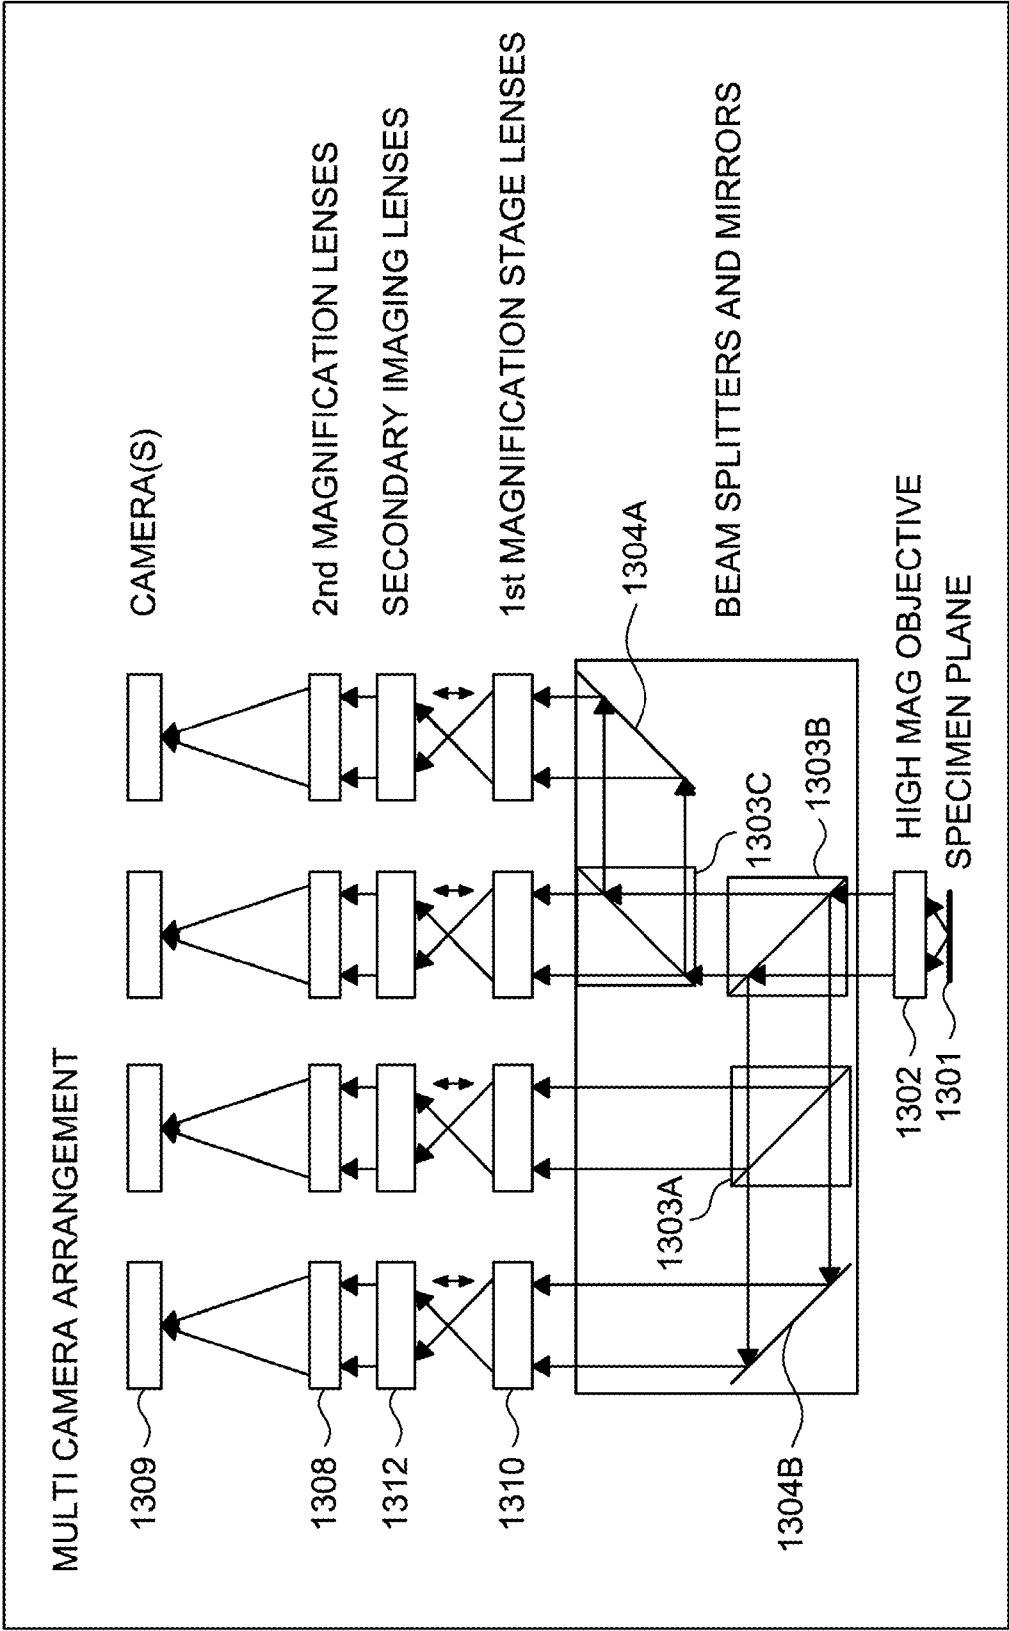 MULTI CAMERA ARRANGEMENT
1309
CAMERA(S)
1308
2nd MAGNIFICATION LENSES
1312
SECONDARY IMAGING LENSES
1310
1st MAGNIFICATION STAGE LENSES
1304A
BEAM SPLITTERS AND MIRRORS
1303C
1303A
1303B
1304B
1302
HIGH MAG OBJECTIVE
1301
SPECIMEN PLANE